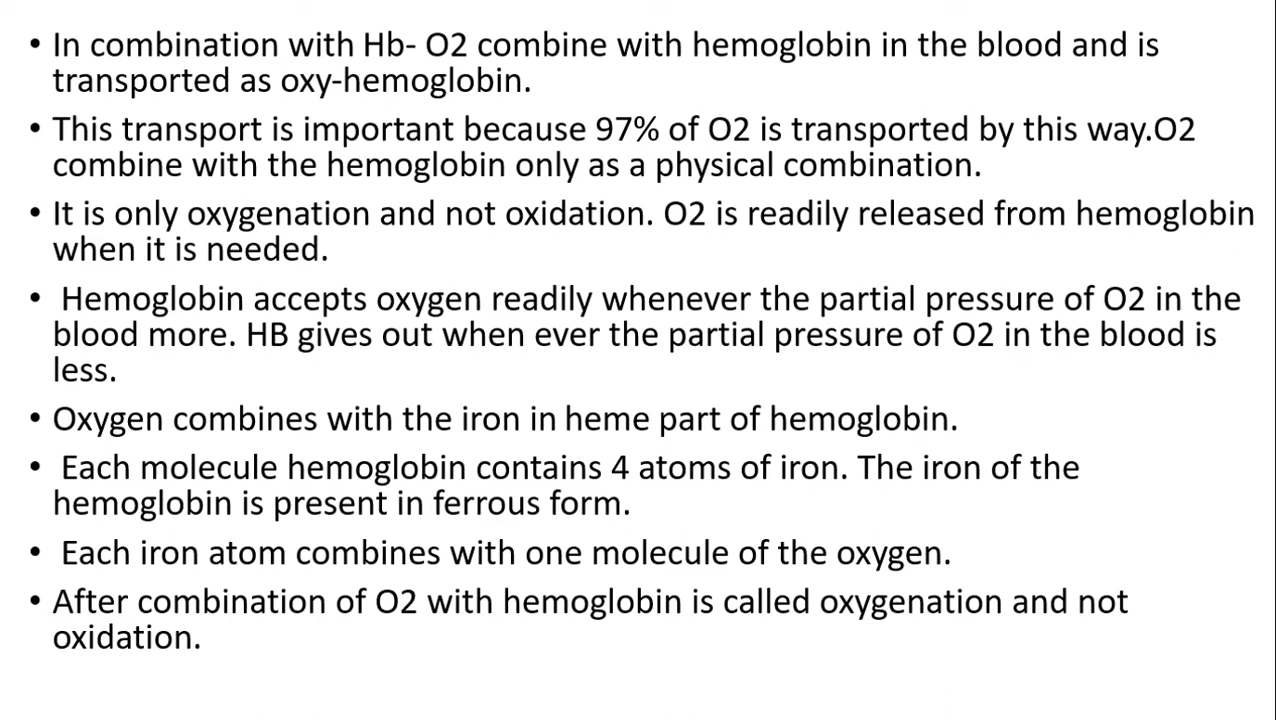 • In combination with Hb- O2 combine with hemoglobin in the blood and is
transported as oxy-hemoglobin.
• This transport is important because 97% of O2 is transported by this way.O2
combine with the hemoglobin only as a physical combination.
• It is only oxygenation and not oxidation. O2 is readily released from hemoglobin
when it is needed.
• Hemoglobin accepts oxygen readily whenever the partial pressure of O2 in the
blood more. HB gives out when ever the partial pressure of O2 in the blood is
less.
• Oxygen combines with the iron in heme part of hemoglobin.
• Each molecule hemoglobin contains 4 atoms of iron. The iron of the
hemoglobin is present in ferrous form.
• Each iron atom combines with one molecule of the oxygen.
• After combination of O2 with hemoglobin is called oxygenation and not
oxidation.